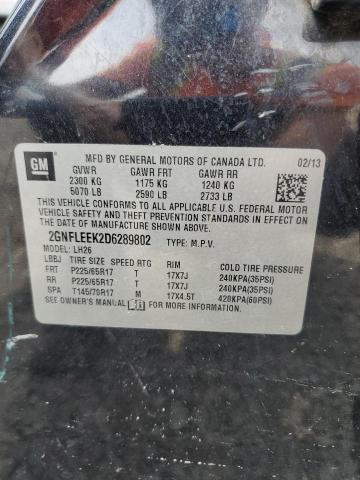 GM
MFD BY GENERAL MOTORS OF CANADA LTD. 02/13
GVWR GAWR FRT GAWR RR
2300 KG 1175 KG 1240 KG
5070 LB 2590 LB 2733 LB
THIS VEHICLE CONFORMS TO ALL APPLICABLE U.S. FEDERAL
MOTOR VEHICLE SAFETY AND THEFT PREVENTION STANDARDS
IN EFFECT ON THE DATE OF MANUFACTURE SHOWN ABOVE.
2GNFLEEK2D6289802 TYPE: M.P.V.
MODEL: LH26
LBBJ TIRE SIZE SPEED RTG RIM COLD TIRE PRESSURE
FRT P225/65R17 T 17X7J 240KPA(35PSI)
RR P225/65R17 T 17X7J 240KPA(35PSI)
SPA T145/70R17 M 17X4.5T 420KPA(60PSI)
SEE OWNER'S MANUAL FOR MORE INFORMATION.